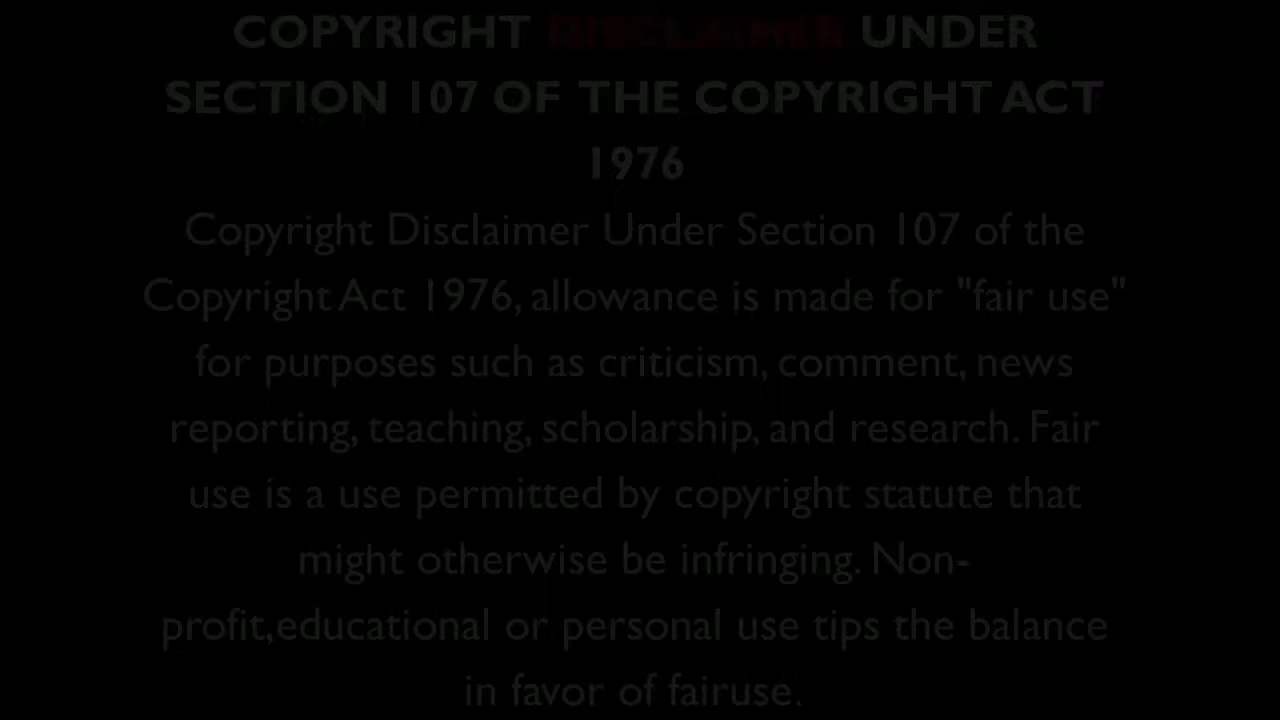 COPYRIGHT DISCLAIMER UNDER
SECTION 107 OF THE COPYRIGHT ACT
1976
Copyright Disclaimer Under Section 107 of the
Copyright Act 1976, allowance is made for "fair use"
for purposes such as criticism, comment, news
reporting, teaching, scholarship, and research. Fair
use is a use permitted by copyright statute that
might otherwise be infringing. Non-
profit,educational or personal use tips the balance
in favor of fairuse.